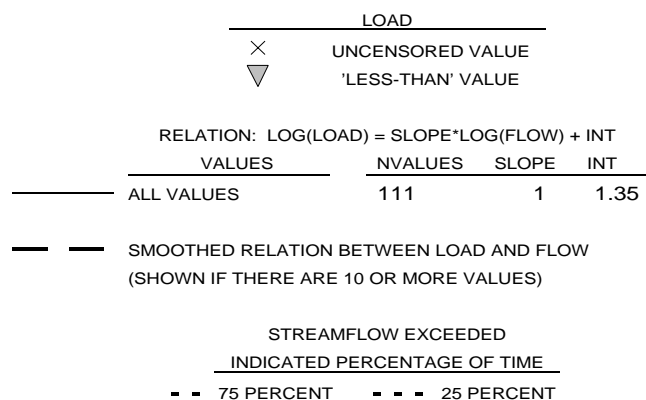 LOAD
UNCENSORED VALUE
'LESS-THAN' VALUE
RELATION: LOG(LOAD) = SLOPE*LOG(FLOW) + INT
VALUES NVALUES SLOPE INT
ALL VALUES 111 1 1.35
SMOOTHED RELATION BETWEEN LOAD AND FLOW
(SHOWN IF THERE ARE 10 OR MORE VALUES)
STREAMFLOW EXCEEDED
INDICATED PERCENTAGE OF TIME
75 PERCENT 25 PERCENT